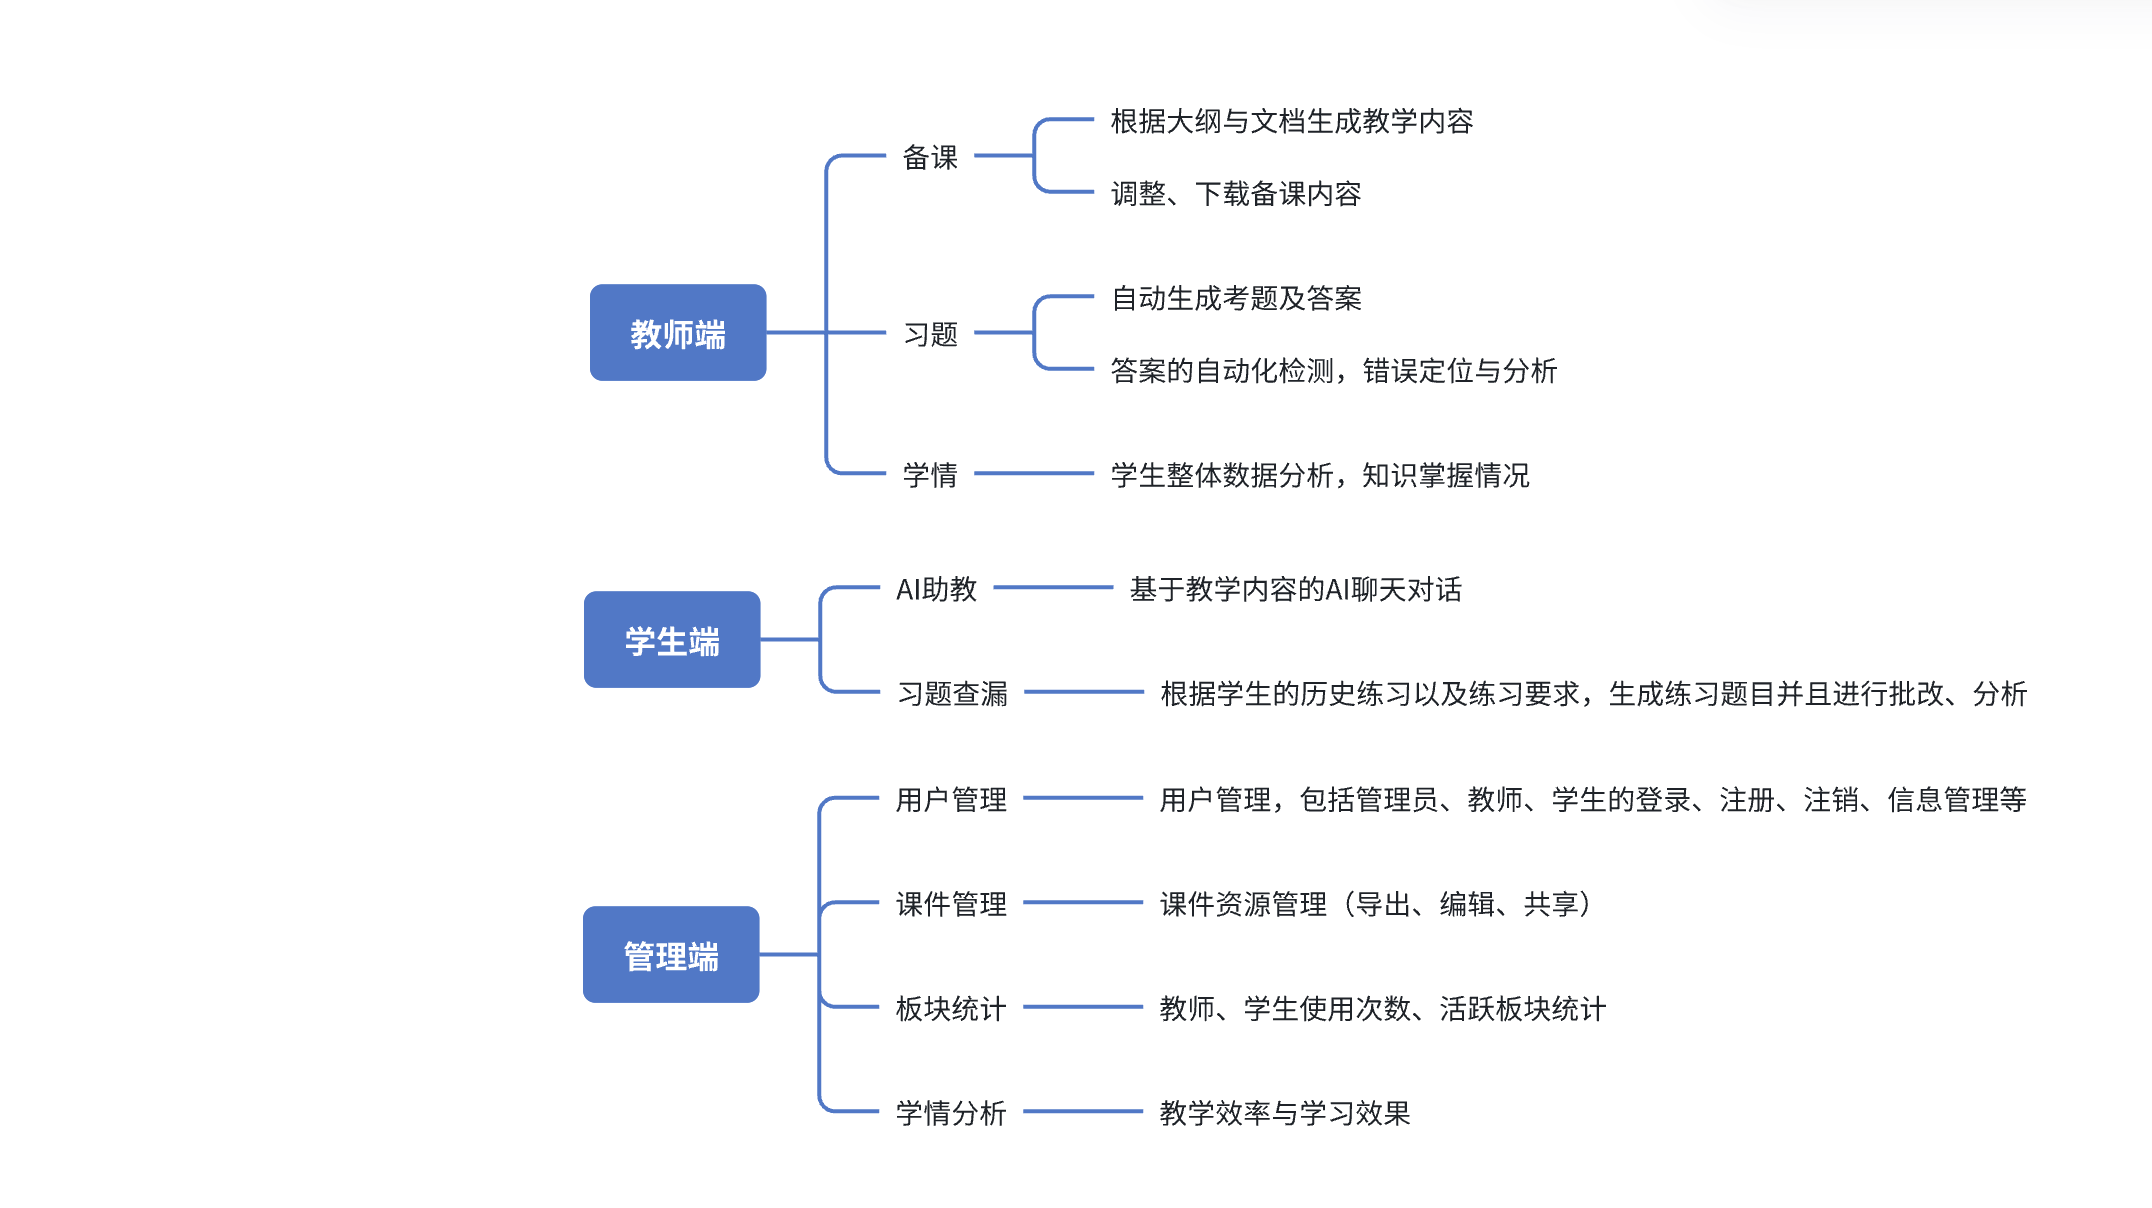 教师端
备课
根据大纲与文档生成教学内容
调整、下载备课内容
习题
自动生成考题及答案
答案的自动化检测，错误定位与分析
学情
学生整体数据分析，知识掌握情况
学生端
AI助教
基于教学内容的AI聊天对话
习题查漏
根据学生的历史练习以及练习要求，生成练习题目并且进行批改、分析
管理端
用户管理
用户管理，包括管理员、教师、学生的登录、注册、注销、信息管理等
课件管理
课件资源管理（导出、编辑、共享）
板块统计
教师、学生使用次数、活跃板块统计
学情分析
教学效率与学习效果